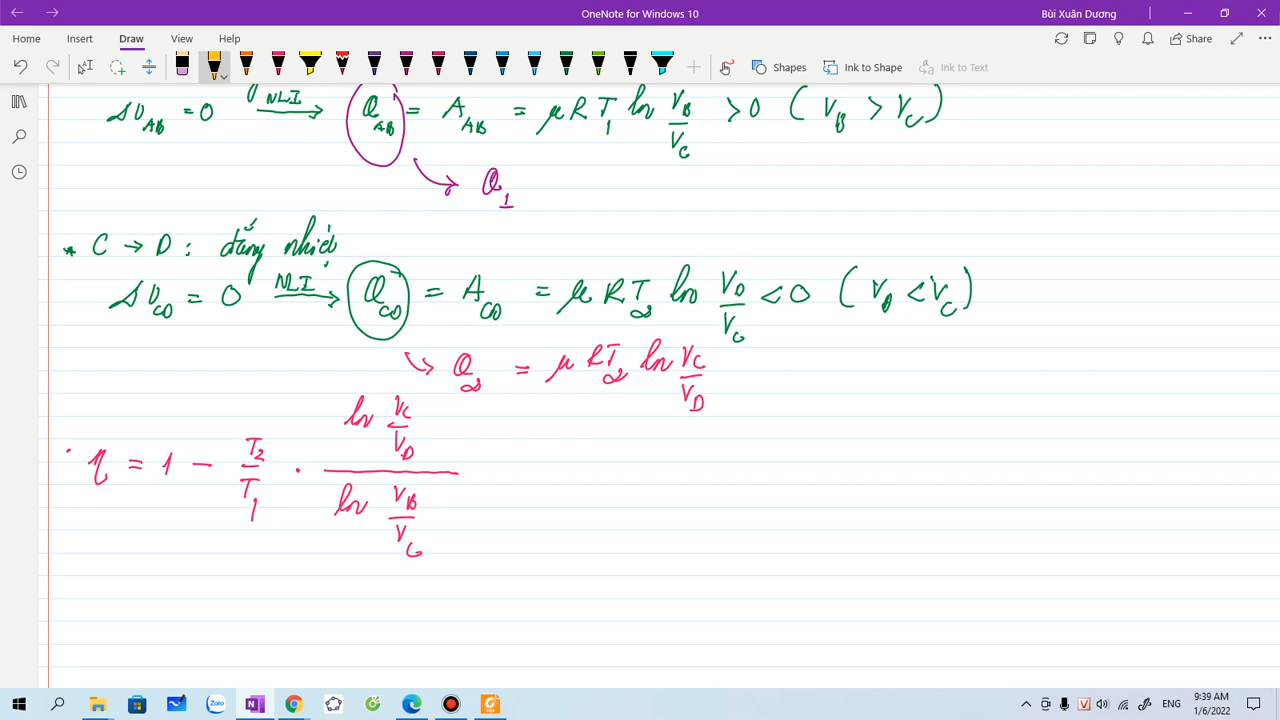 OneNote for Windows 10
Bùi Xuân Dương
Home Insert Draw View Help
Share
Shapes Ink to Shape Ink to Text
ΔU_AB = 0 NLI → Q_AB = A_AB = μRT_1 ln V_B/V_C > 0 ( V_B > V_C )
↪ Q_1
* C → D : đẳng nhiệt
ΔU_CD = 0 NLI → Q_CD = A_CD = μRT_2 ln V_D/V_C < 0 ( V_D < V_C )
↪ Q_2 = μRT_2 ln V_C/V_D
η = 1 - T_2/T_1 · ln V_C/V_D / ln V_B/V_C
Zalo
9:39 AM
1/6/2022